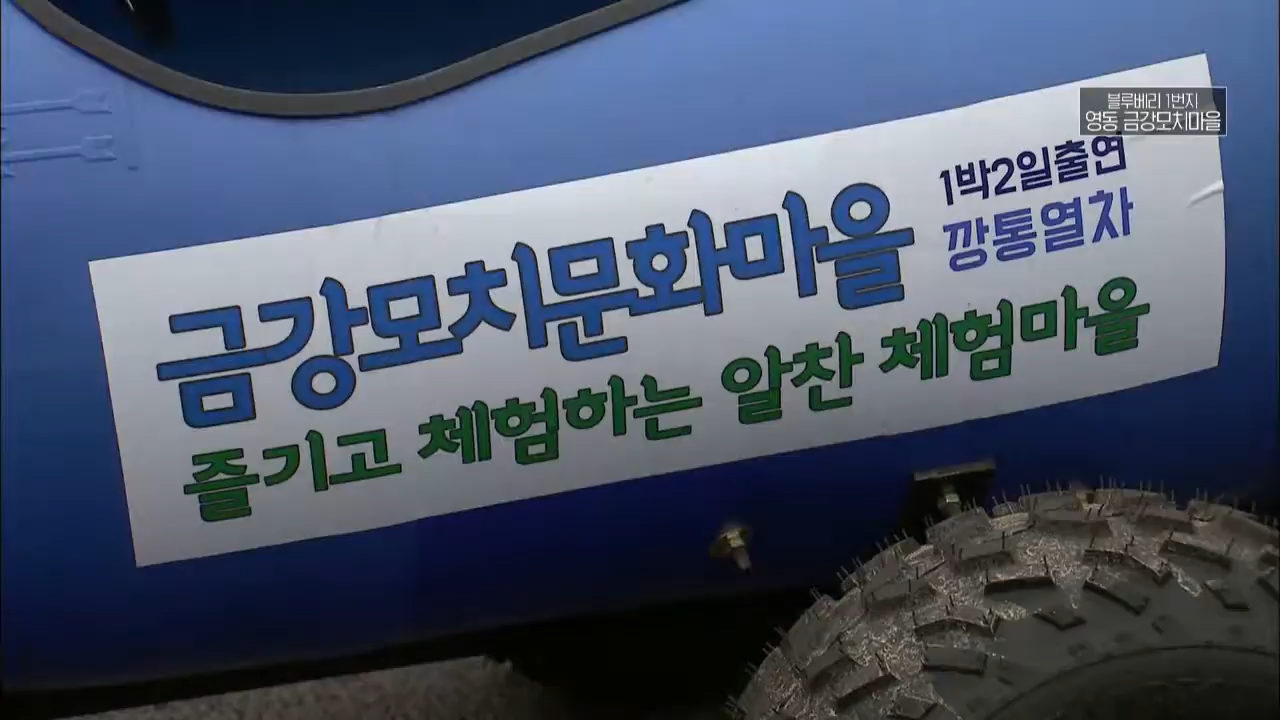 블루베리 1번지
영동 금강모치마을
1박2일출연
깡통열차
금강모치문화마을
즐기고 체험하는 알찬 체험마을